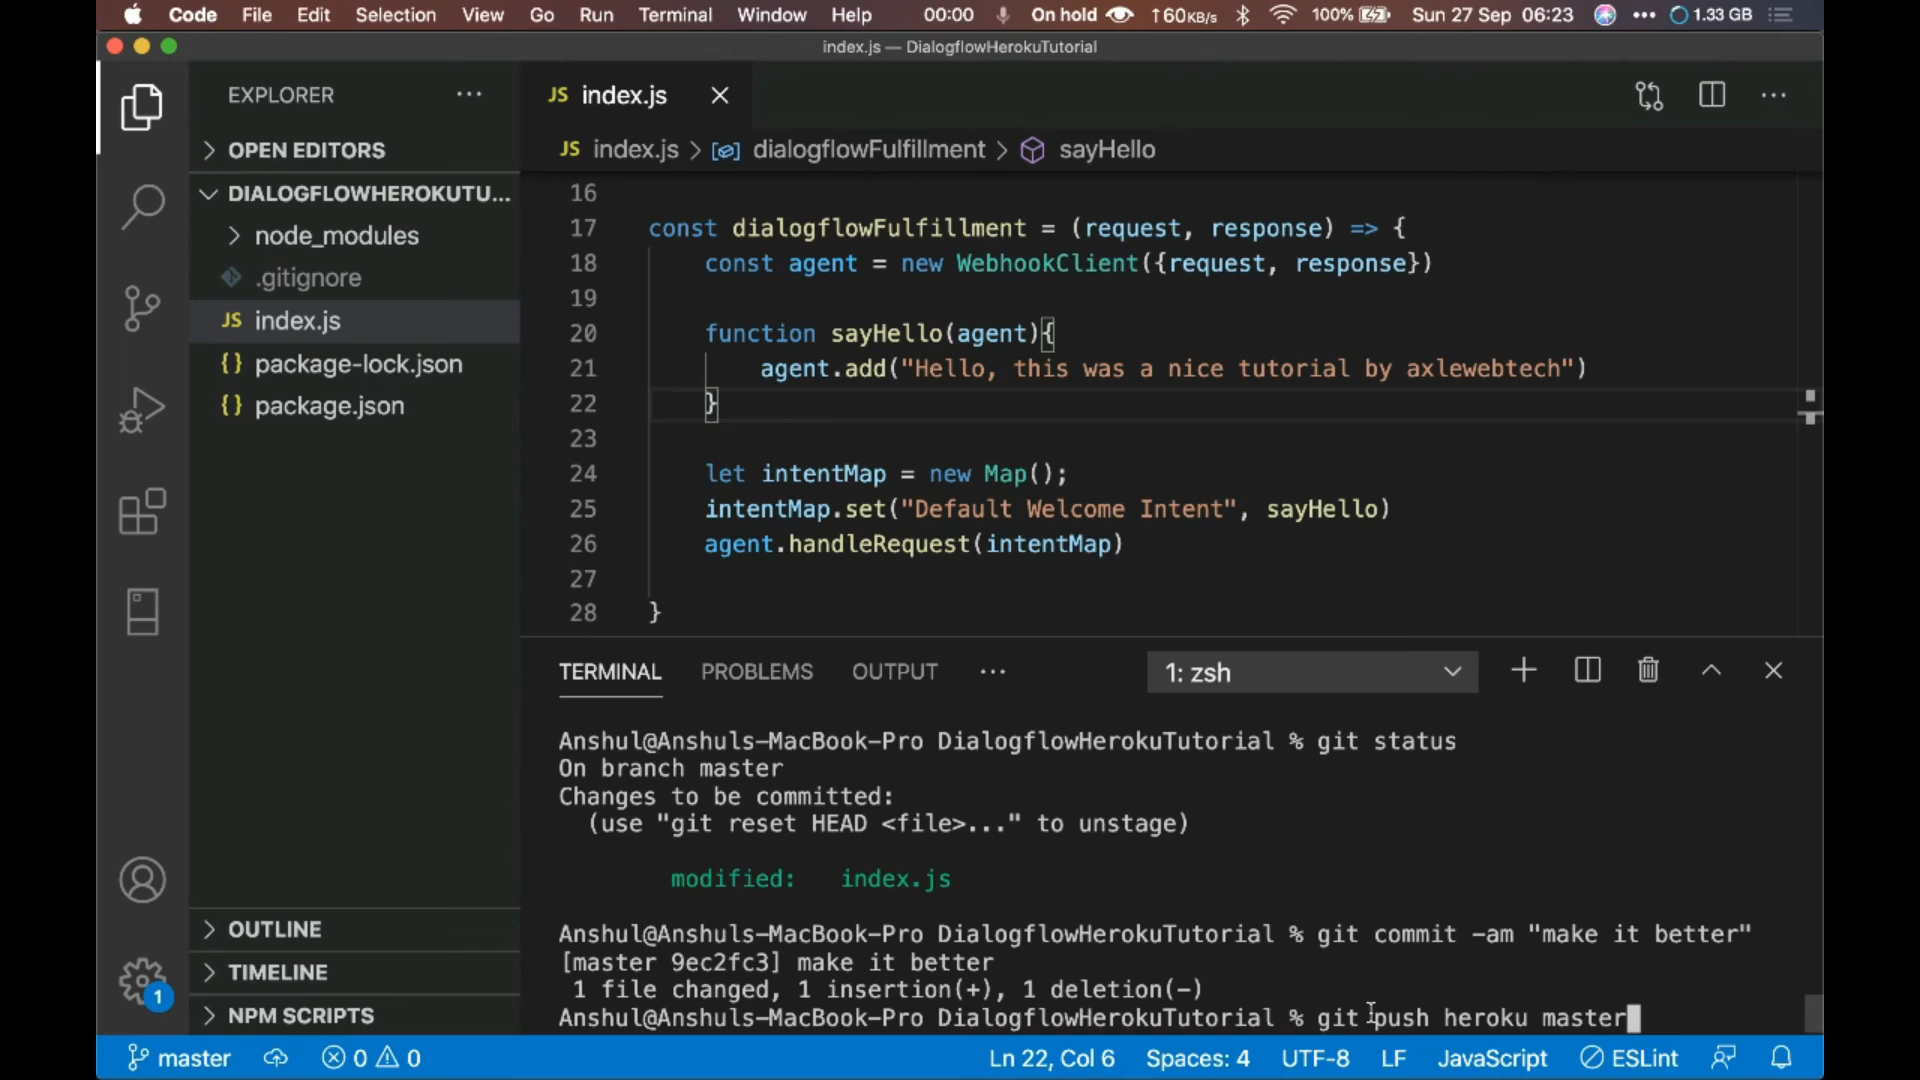 Code File Edit Selection View Go Run Terminal Window Help 00:00 On hold ↑60KB/s 100% Sun 27 Sep 06:23 ••• 1.33 GB
index.js — DialogflowHerokuTutorial
EXPLORER ···
JS index.js ×
···
> OPEN EDITORS
JS index.js > dialogflowFulfillment > sayHello
DIALOGFLOWHEROKUTU...
> node_modules
.gitignore
JS index.js
{} package-lock.json
{} package.json
16
17 const dialogflowFulfillment = (request, response) => {
18 const agent = new WebhookClient({request, response})
19
20 function sayHello(agent){
21 agent.add("Hello, this was a nice tutorial by axlewebtech")
22 }
23
24 let intentMap = new Map();
25 intentMap.set("Default Welcome Intent", sayHello)
26 agent.handleRequest(intentMap)
27
28 }
> OUTLINE
> TIMELINE
> NPM SCRIPTS
1
TERMINAL PROBLEMS OUTPUT ··· 1: zsh
Anshul@Anshuls-MacBook-Pro DialogflowHerokuTutorial % git status
On branch master
Changes to be committed:
(use "git reset HEAD <file>..." to unstage)
modified: index.js
Anshul@Anshuls-MacBook-Pro DialogflowHerokuTutorial % git commit -am "make it better"
[master 9ec2fc3] make it better
1 file changed, 1 insertion(+), 1 deletion(-)
Anshul@Anshuls-MacBook-Pro DialogflowHerokuTutorial % git push heroku master
master 0 0 Ln 22, Col 6 Spaces: 4 UTF-8 LF JavaScript ESLint